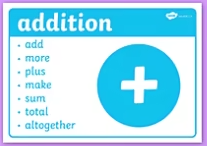 addition
add
more
plus
make
sum
total
altogether